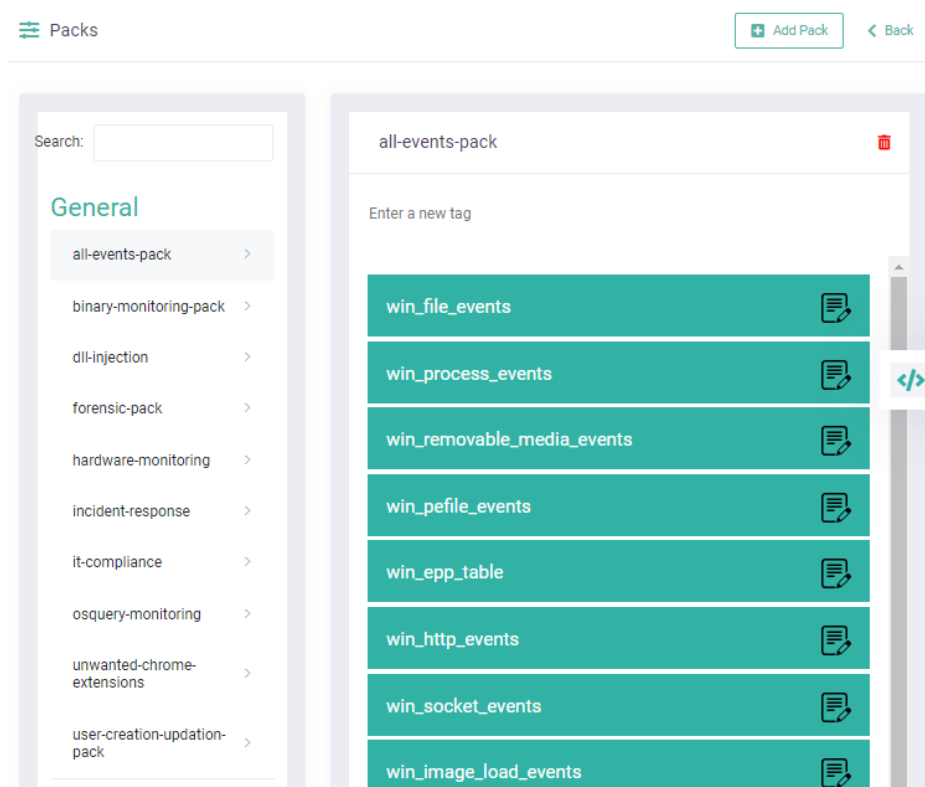 Packs
Add Pack
Back
Search:
General
all-events-pack
binary-monitoring-pack
dll-injection
forensic-pack
hardware-monitoring
incident-response
it-compliance
osquery-monitoring
unwanted-chrome-
extensions
user-creation-updation-
pack
all-events-pack
Enter a new tag
win_file_events
win_process_events
win_removable_media_events
win_pefile_events
win_epp_table
win_http_events
win_socket_events
win_image_load_events
</>